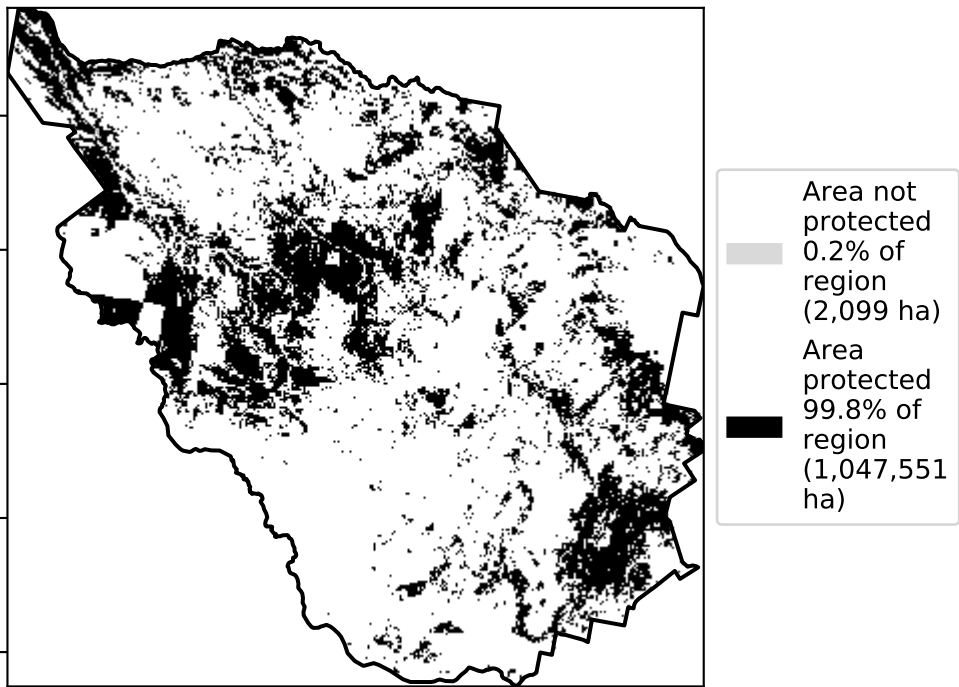 Area not
protected
0.2% of
region
(2,099 ha)
Area
protected
99.8% of
region
(1,047,551
ha)